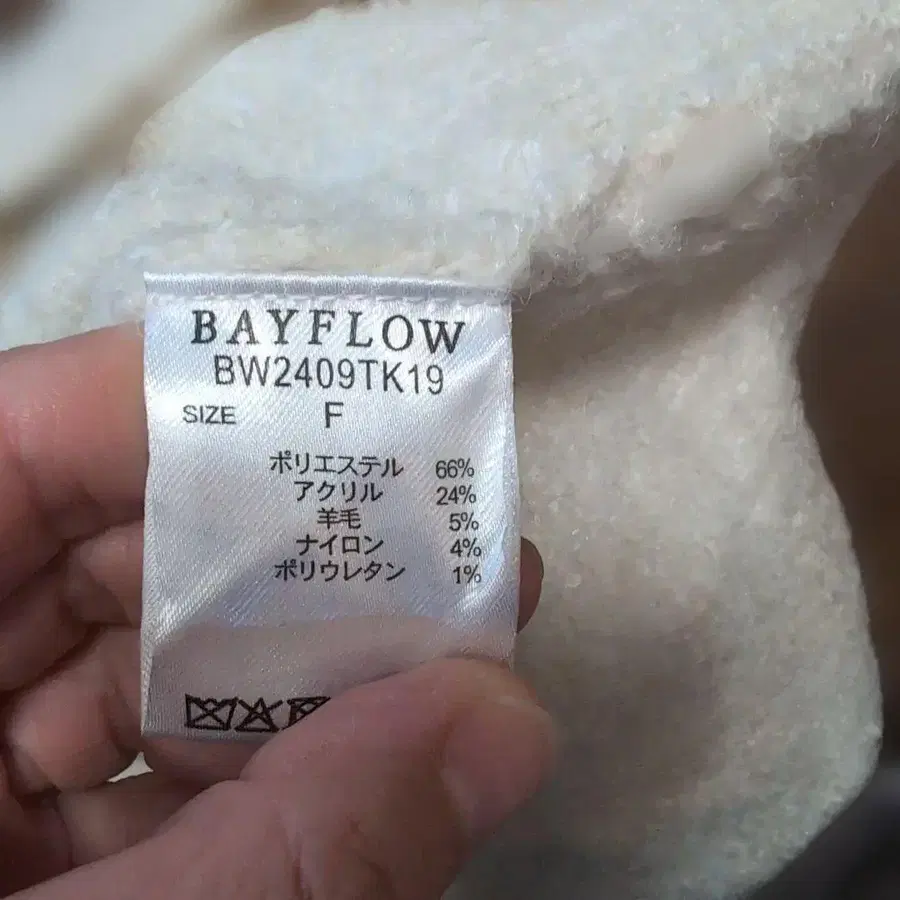 BAYFLOW
BW2409TK19
SIZE F
ポリエステル 66%
アクリル 24%
羊毛 5%
ナイロン 4%
ポリウレタン 1%